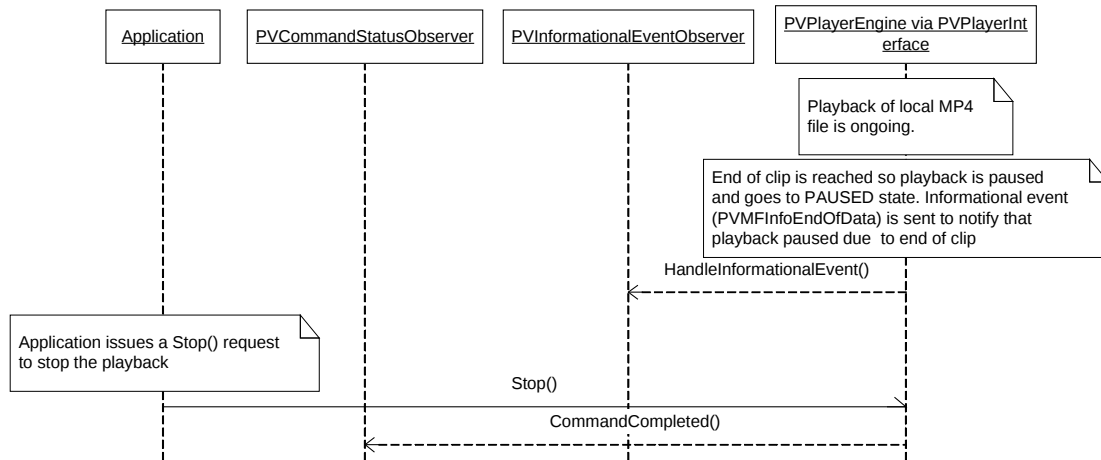 Application
PVCommandStatusObserver
PVInformationalEventObserver
PVPlayerEngine via PVPlayerInt
erface
Playback of local MP4
file is ongoing.
End of clip is reached so playback is paused
and goes to PAUSED state. Informational event
(PVMFInfoEndOfData) is sent to notify that
playback paused due  to end of clip
HandleInformationalEvent()
Application issues a Stop() request
to stop the playback
Stop()
CommandCompleted()